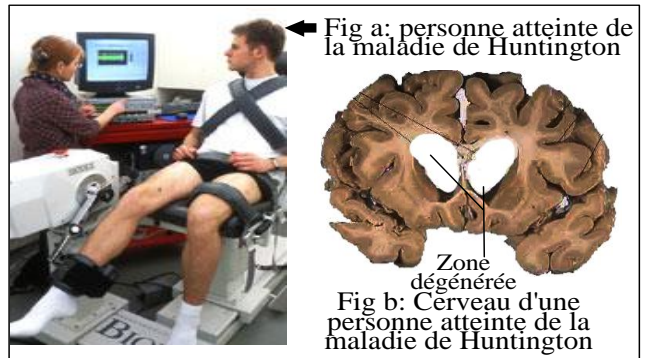 Fig a: personne atteinte de
la maladie de Huntington
Zone
dégénérée
Fig b: Cerveau d'une
personne atteinte de la
maladie de Huntington